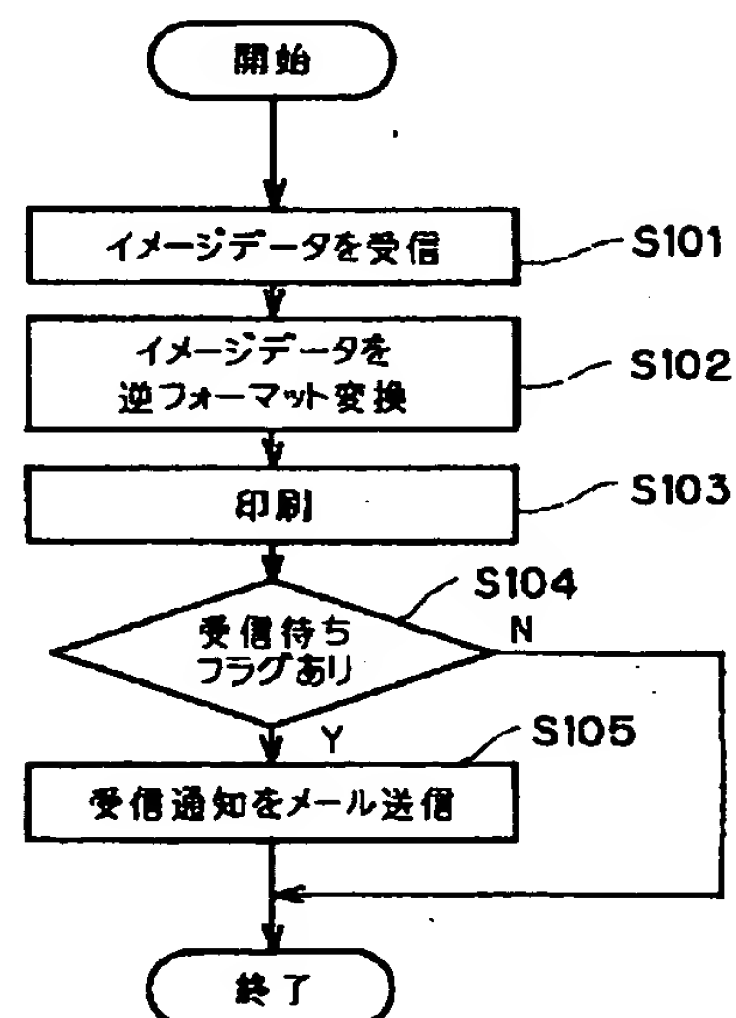 開始
イメージデータを受信
S101
イメージデータを
逆フォーマット変換
S102
印刷
S103
S104
受信待ち
フラグあり
N
Y
S105
受信通知をメール送信
終了